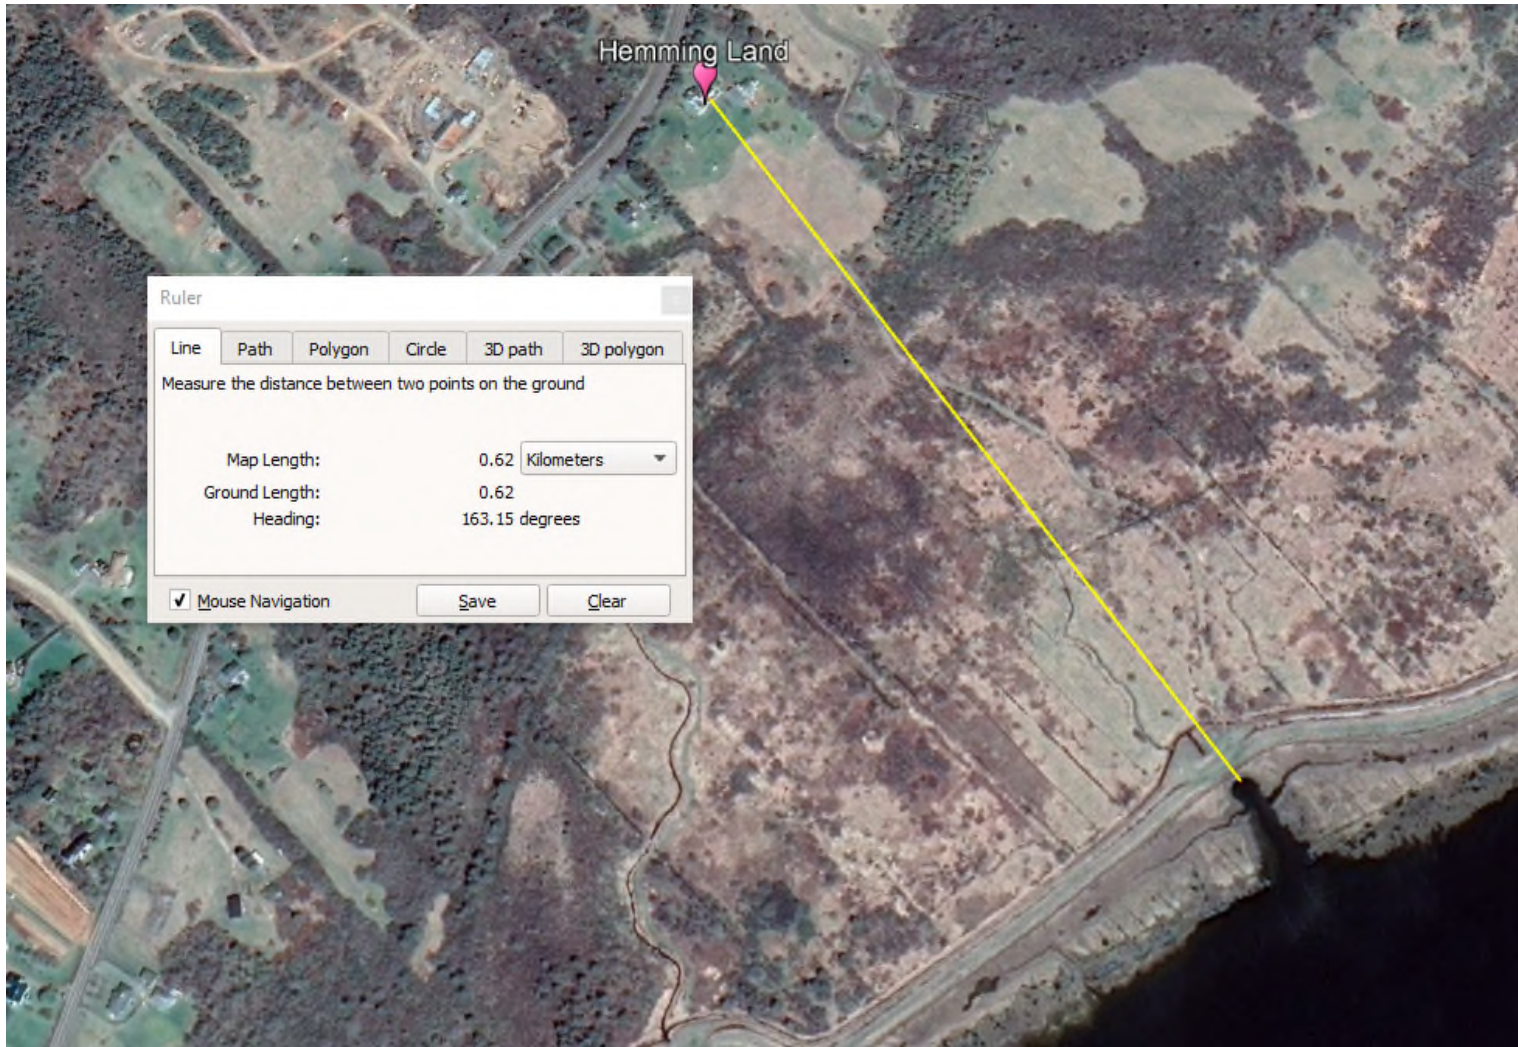 Hemming Land
Ruler
Line Path Polygon Circle 3D path 3D polygon
Measure the distance between two points on the ground
Map Length: 0.62 Kilometers
Ground Length: 0.62
Heading: 163.15 degrees
Mouse Navigation Save Clear